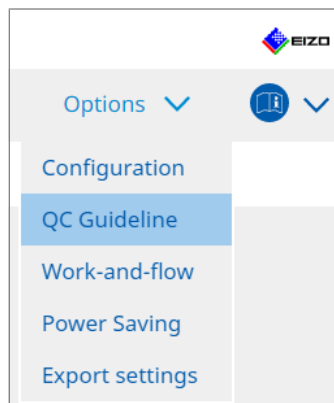 EIZO
Options
Configuration
QC Guideline
Work-and-flow
Power Saving
Export settings